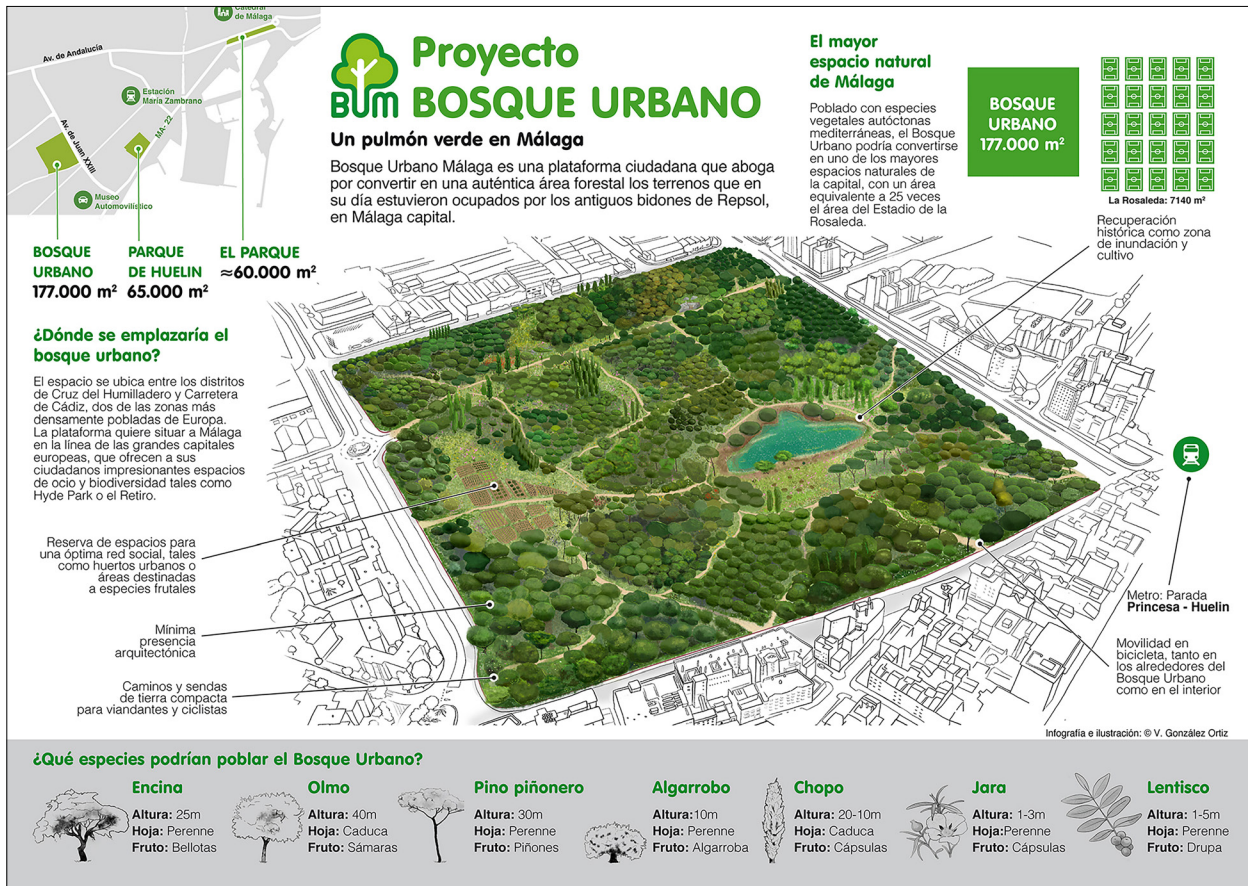 Catedral
de Málaga
Av. de Andalucía
Estación
María Zambrano
MA- 22
Av. de Juan XXIII
Museo
Automovilístico
BOSQUE
URBANO
177.000 m²
PARQUE
DE HUELIN
65.000 m²
EL PARQUE
≈60.000 m²
BUM
Proyecto
BOSQUE URBANO
Un pulmón verde en Málaga
Bosque Urbano Málaga es una plataforma ciudadana que aboga
por convertir en una auténtica área forestal los terrenos que en
su día estuvieron ocupados por los antiguos bidones de Repsol,
en Málaga capital.
El mayor
espacio natural
de Málaga
Poblado con especies
vegetales autóctonas
mediterráneas, el Bosque
Urbano podría convertirse
en uno de los mayores
espacios naturales de
la capital, con un área
equivalente a 25 veces
el área del Estadio de la
Rosaleda.
BOSQUE
URBANO
177.000 m²
La Rosaleda: 7140 m²
Recuperación
histórica como zona
de inundación y
cultivo
¿Dónde se emplazaría el
bosque urbano?
El espacio se ubica entre los distritos
de Cruz del Humilladero y Carretera
de Cádiz, dos de las zonas más
densamente pobladas de Europa.
La plataforma quiere situar a Málaga
en la línea de las grandes capitales
europeas, que ofrecen a sus
ciudadanos impresionantes espacios
de ocio y biodiversidad tales como
Hyde Park o el Retiro.
Reserva de espacios para
una óptima red social, tales
como huertos urbanos o
áreas destinadas
a especies frutales
Mínima
presencia
arquitectónica
Caminos y sendas
de tierra compacta
para viandantes y ciclistas
Metro: Parada
Princesa - Huelin
Movilidad en
bicicleta, tanto en
los alrededores del
Bosque Urbano
como en el interior
Infografía e ilustración: © V. González Ortiz
¿Qué especies podrían poblar el Bosque Urbano?
Encina
Altura: 25m
Hoja: Perenne
Fruto: Bellotas
Olmo
Altura: 40m
Hoja: Caduca
Fruto: Sámaras
Pino piñonero
Altura: 30m
Hoja: Perenne
Fruto: Piñones
Algarrobo
Altura:10m
Hoja: Perenne
Fruto: Algarroba
Chopo
Altura: 20-10m
Hoja: Caduca
Fruto: Cápsulas
Jara
Altura: 1-3m
Hoja:Perenne
Fruto: Cápsulas
Lentisco
Altura: 1-5m
Hoja: Perenne
Fruto: Drupa